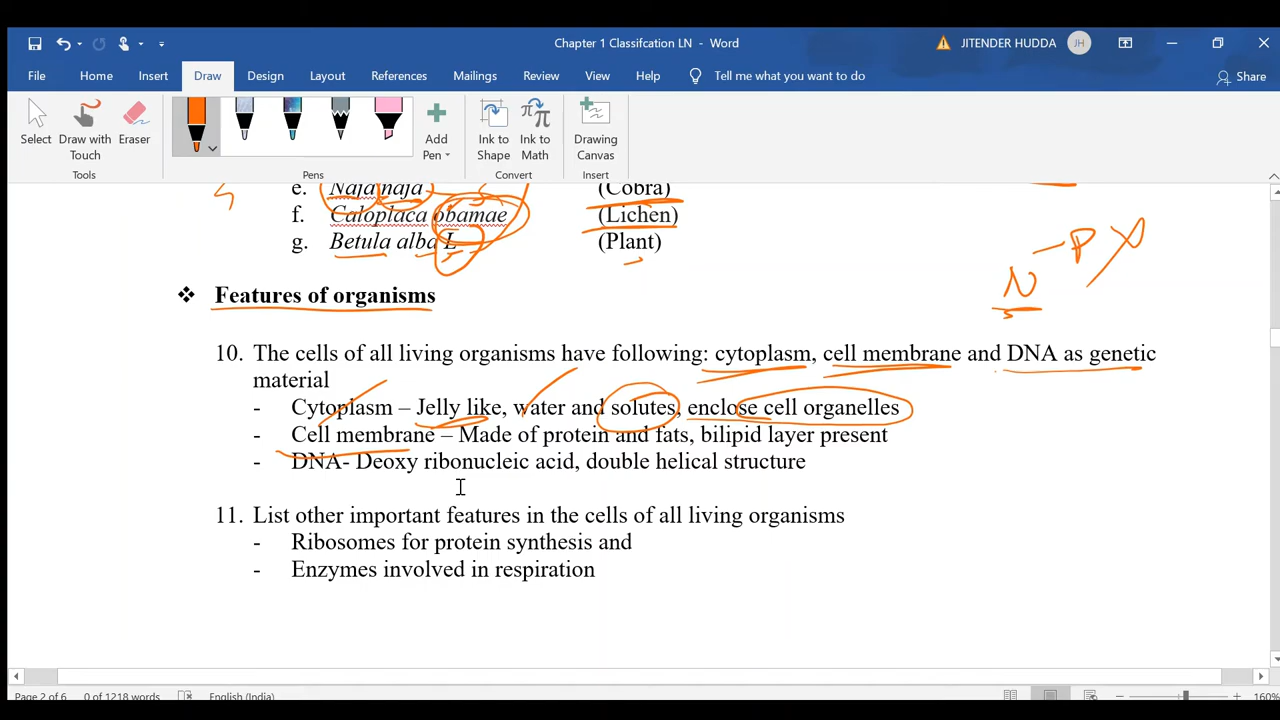 Chapter 1 Classifcation LN - Word
JITENDER HUDDA
JH
File Home Insert Draw Design Layout References Mailings Review View Help Tell me what you want to do
Share
Select Draw with Touch Eraser
Add Pen
Ink to Shape Ink to Math
Drawing Canvas
Tools Pens Convert Insert
e. Naja naja (Cobra)
f. Caloplaca obamae (Lichen)
g. Betula alba L (Plant)
N – P
❖ Features of organisms
10. The cells of all living organisms have following: cytoplasm, cell membrane and DNA as genetic
material
- Cytoplasm – Jelly like, water and solutes, enclose cell organelles
- Cell membrane – Made of protein and fats, bilipid layer present
- DNA- Deoxy ribonucleic acid, double helical structure
11. List other important features in the cells of all living organisms
- Ribosomes for protein synthesis and
- Enzymes involved in respiration
Page 2 of 6 0 of 1218 words English (India) 160%